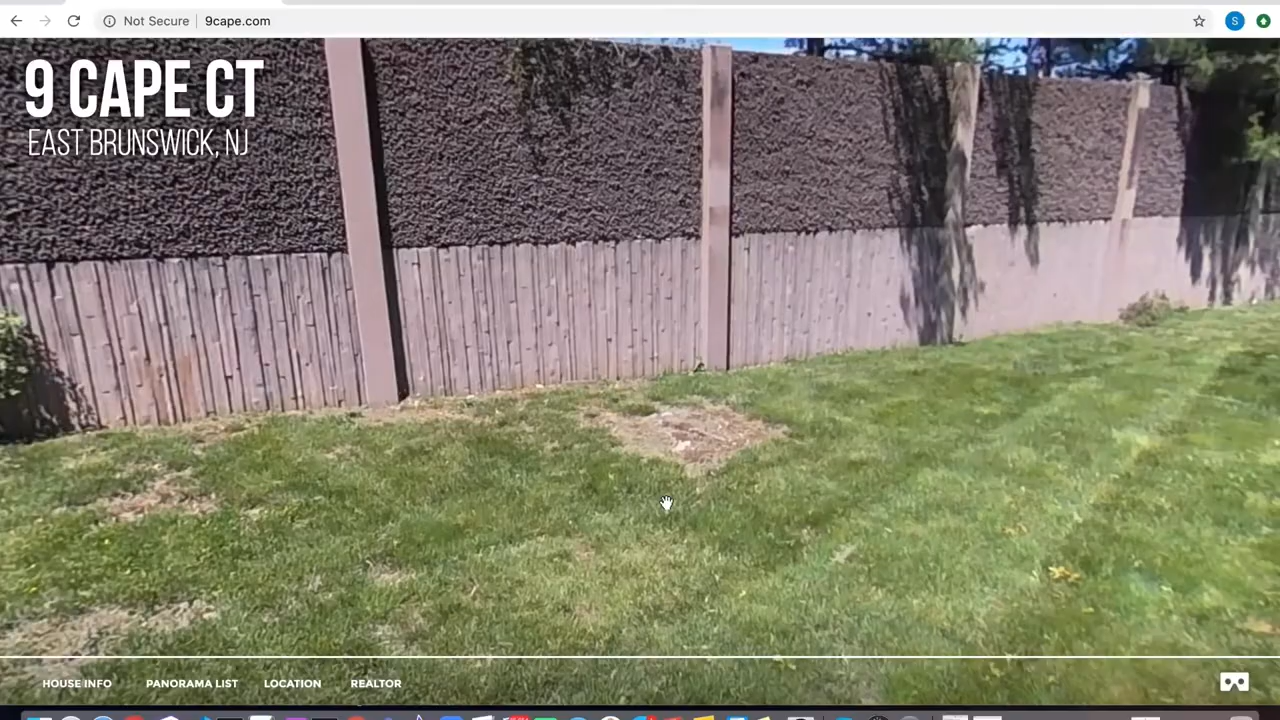 Not Secure
9cape.com
S
9 CAPE CT
EAST BRUNSWICK, NJ
HOUSE INFO
PANORAMA LIST
LOCATION
REALTOR